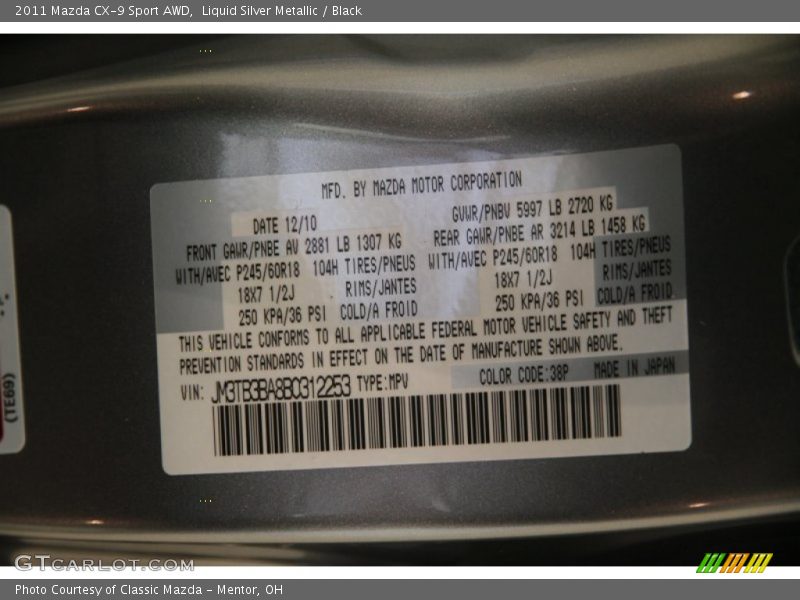 2011 Mazda CX-9 Sport AWD,  Liquid Silver Metallic / Black
MFD. BY MAZDA MOTOR CORPORATION
DATE 12/10 GVWR/PNBV 5997 LB 2720 KG
FRONT GAWR/PNBE AV 2881 LB 1307 KG REAR GAWR/PNBE AR 3214 LB 1458 KG
WITH/AVEC P245/60R18 104H TIRES/PNEUS WITH/AVEC P245/60R18 104H TIRES/PNEUS
18X7 1/2J RIMS/JANTES 18X7 1/2J RIMS/JANTES
250 KPA/36 PSI COLD/A FROID 250 KPA/36 PSI COLD/A FROID
THIS VEHICLE CONFORMS TO ALL APPLICABLE FEDERAL MOTOR VEHICLE SAFETY AND THEFT
PREVENTION STANDARDS IN EFFECT ON THE DATE OF MANUFACTURE SHOWN ABOVE.
VIN: JM3TB3BA8B0312253 TYPE:MPV COLOR CODE:38P MADE IN JAPAN
(TE69)
GTCARLOT.COM
Photo Courtesy of Classic Mazda - Mentor, OH